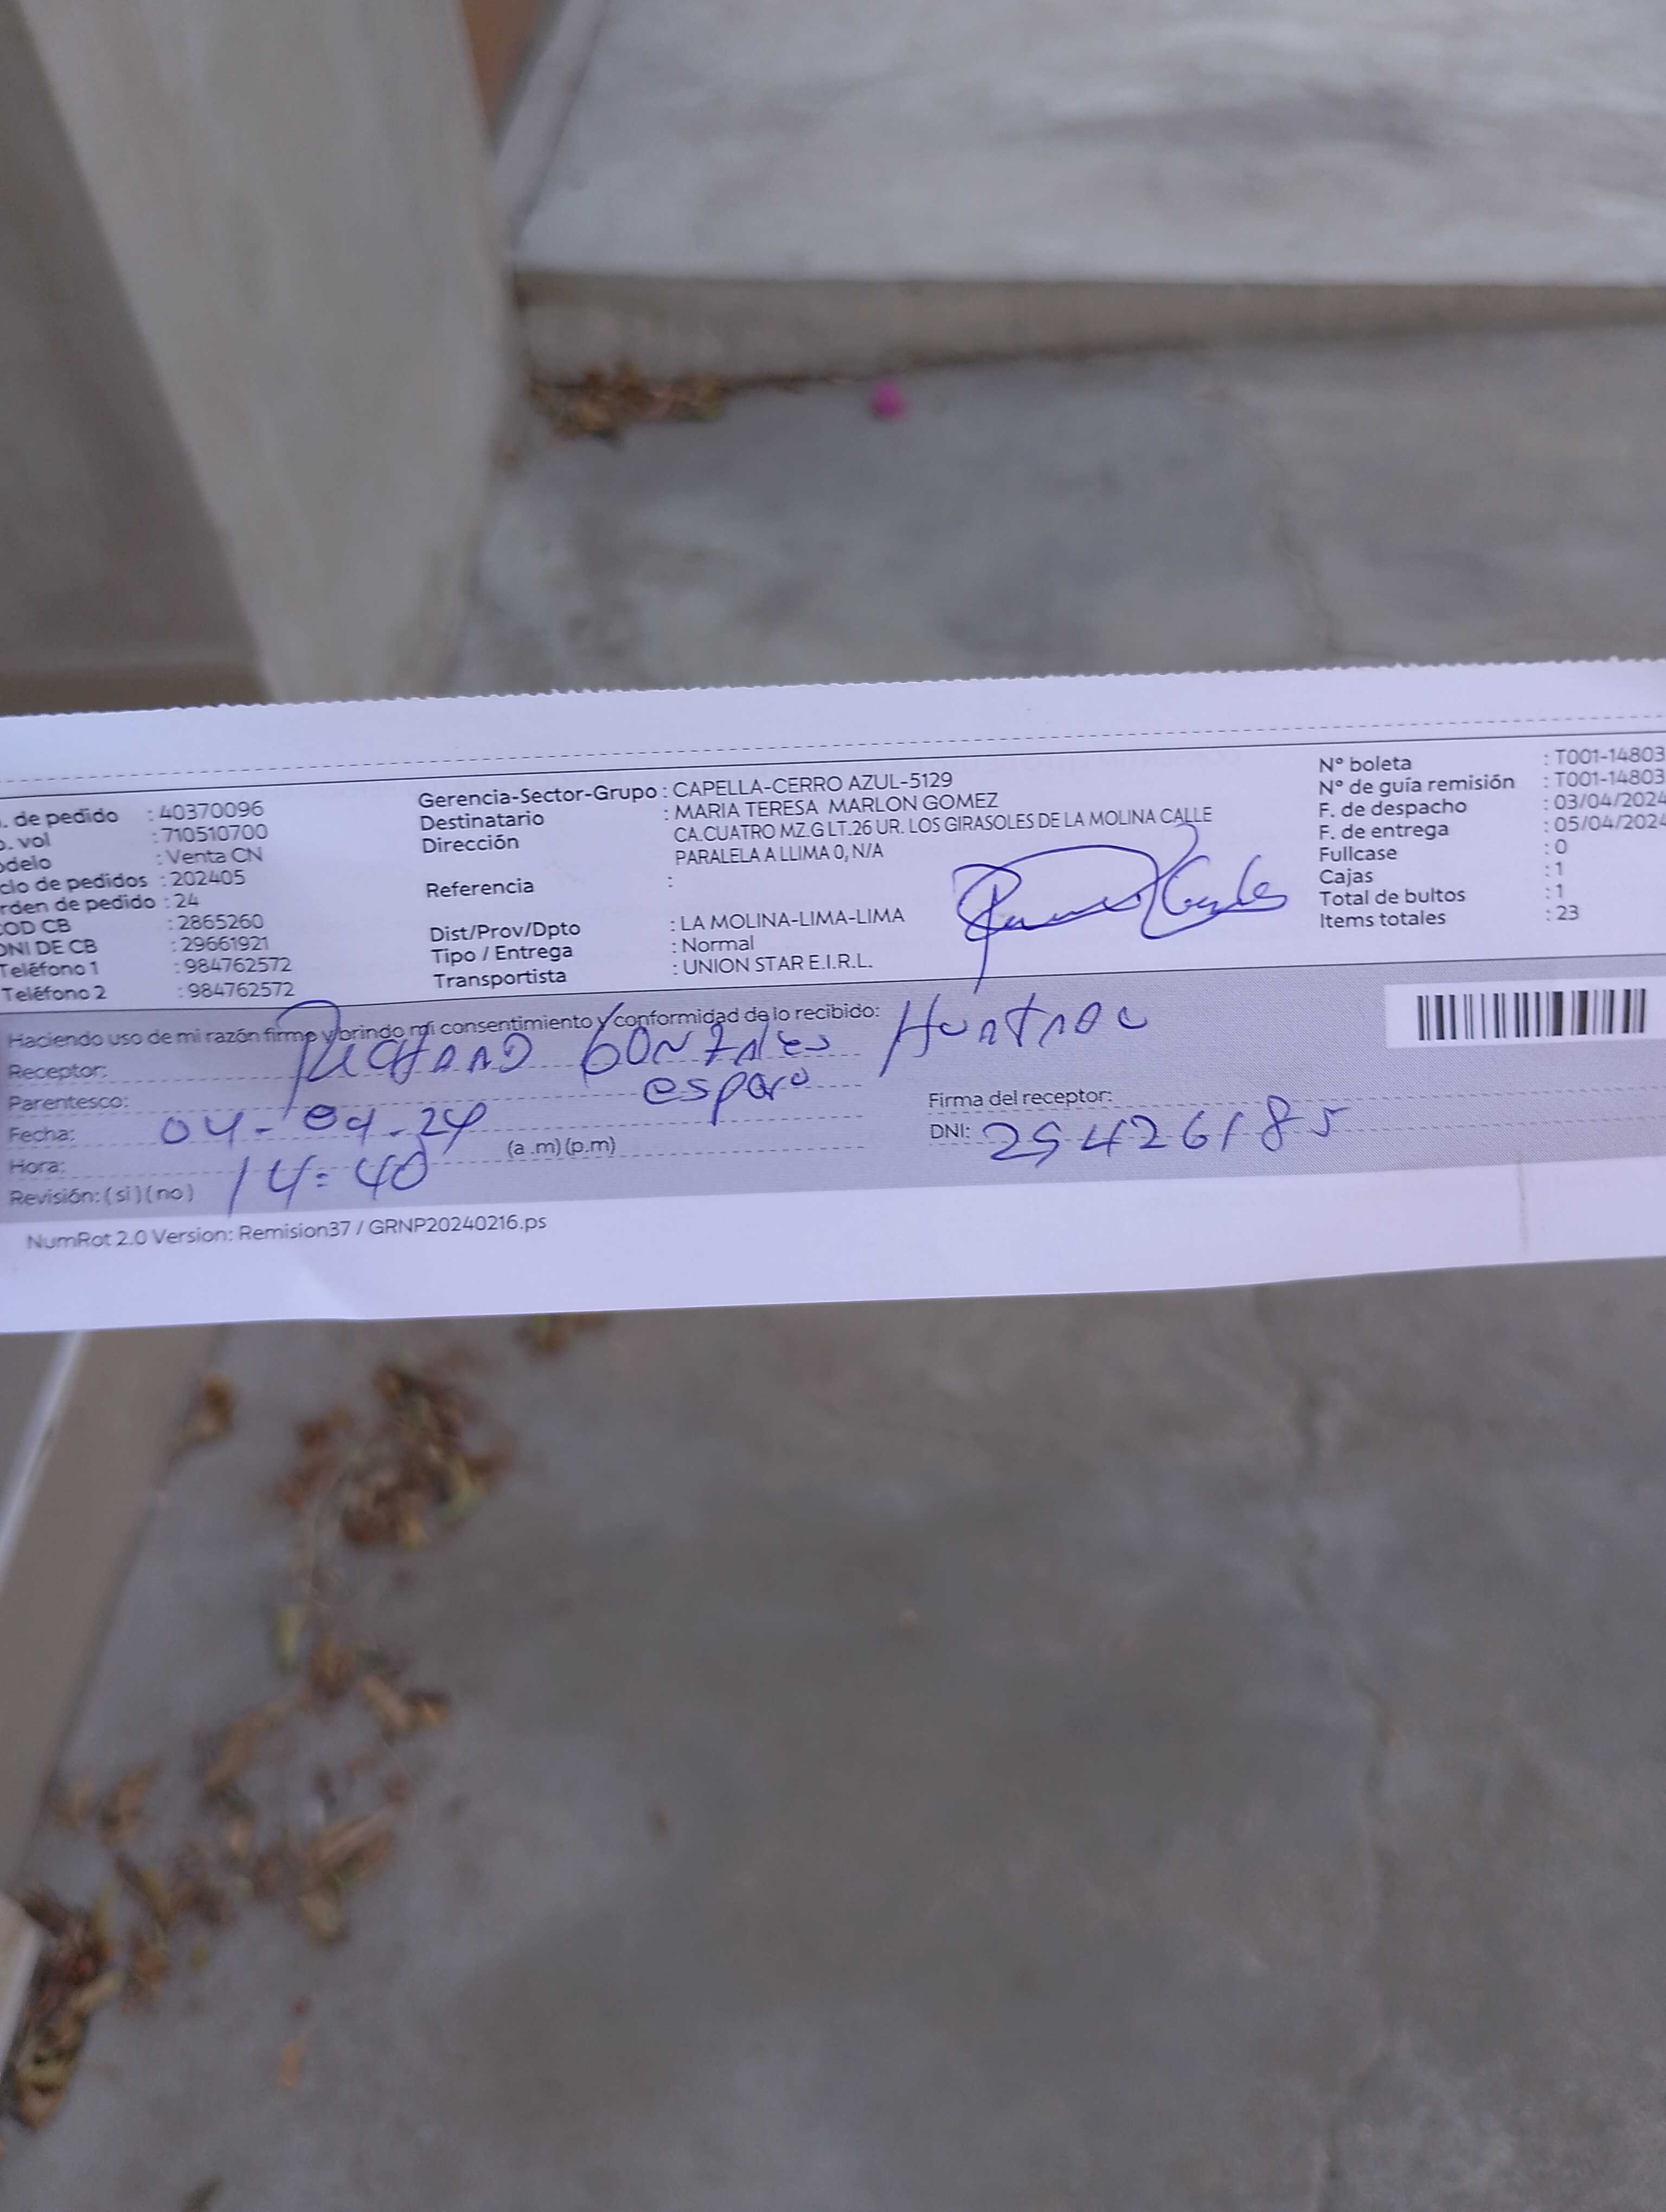 . de pedido : 40370096
o. vol : 710510700
odelo : Venta CN
clo de pedidos : 202405
rden de pedido : 24
COD CB : 2865260
DNI DE CB : 29661921
Teléfono 1 : 984762572
Teléfono 2 : 984762572
Gerencia-Sector-Grupo : CAPELLA-CERRO AZUL-5129
Destinatario : MARIA TERESA MARLON GOMEZ
Dirección CA.CUATRO MZ.G LT.26 UR. LOS GIRASOLES DE LA MOLINA CALLE
PARALELA A LLIMA 0, N/A
Referencia :
Dist/Prov/Dpto : LA MOLINA-LIMA-LIMA
Tipo / Entrega : Normal
Transportista : UNION STAR E.I.R.L.
N° boleta : T001-14803
N° de guía remisión : T001-14803
F. de despacho : 03/04/2024
F. de entrega : 05/04/2024
Fullcase : 0
Cajas : 1
Total de bultos : 1
Items totales : 23
Haciendo uso de mi razón firmo y brindo mi consentimiento y conformidad de lo recibido:
Receptor: RICHARD GONZALES
Parentesco: esposo
Fecha: 04-04-24
Hora: 14:40 (a .m) (p.m)
Revisión: ( si ) ( no )
Firma del receptor:
DNI: 29426185
NumRot 2.0 Version: Remision37 / GRNP20240216.ps